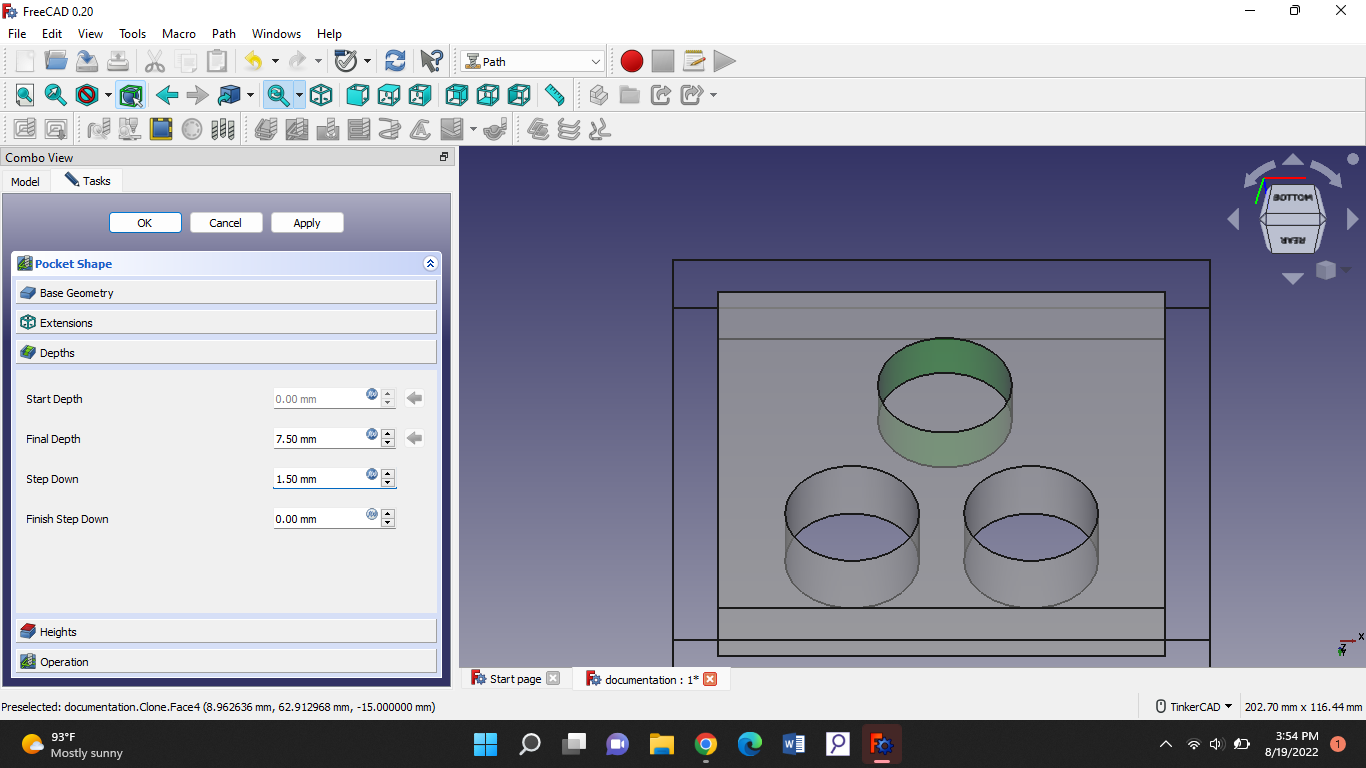 FreeCAD 0.20
File Edit View Tools Macro Path Windows Help
Path
Combo View
Model Tasks
OK Cancel Apply
Pocket Shape
Base Geometry
Extensions
Depths
Start Depth 0.00 mm
Final Depth 7.50 mm
Step Down 1.50 mm
Finish Step Down 0.00 mm
Heights
Operation
BOTTOM
REAR
X
Z
Y
Start page documentation : 1*
Preselected: documentation.Clone.Face4 (8.962636 mm, 62.912968 mm, -15.000000 mm) TinkerCAD 202.70 mm x 116.44 mm
93°F
Mostly sunny
3:54 PM
8/19/2022 1